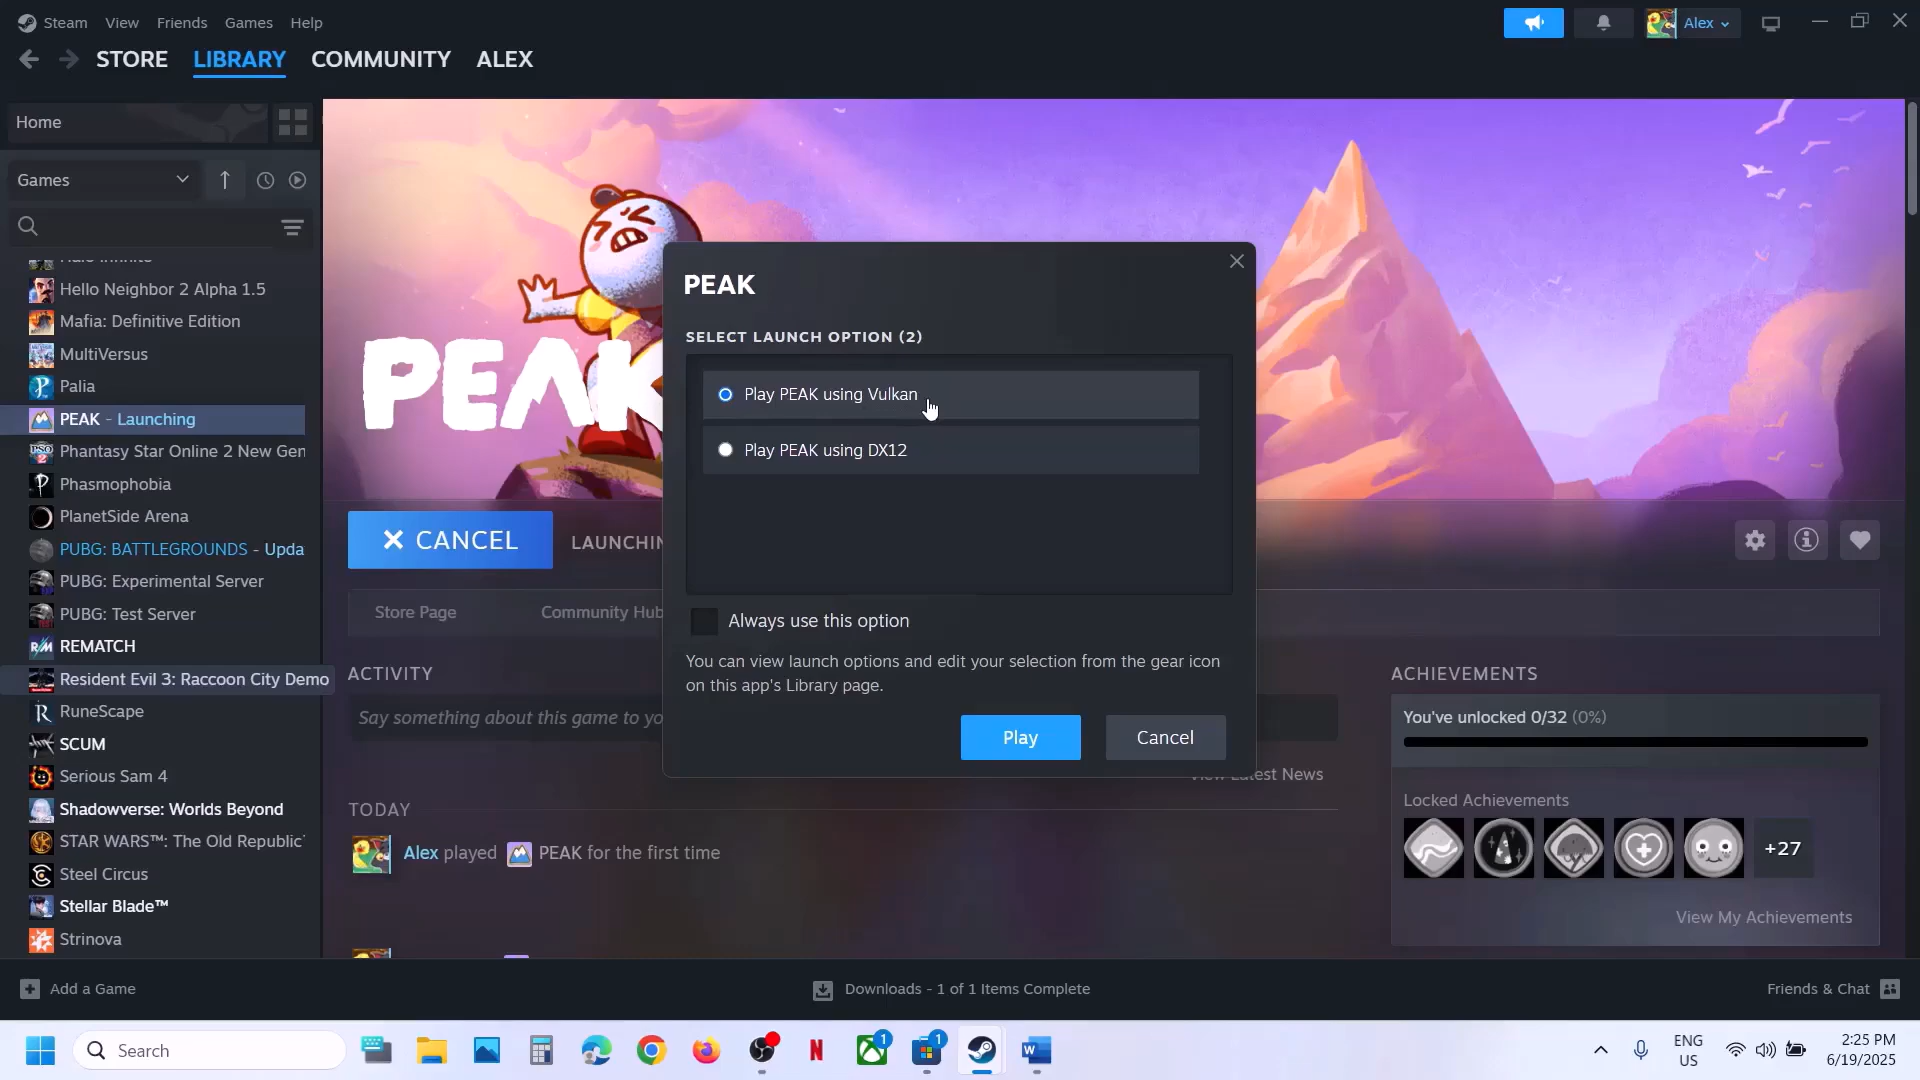 Steam View Friends Games Help
Alex
STORE LIBRARY COMMUNITY ALEX
Home
Games
Hello Neighbor 2 Alpha 1.5
Mafia: Definitive Edition
MultiVersus
Palia
PEAK - Launching
Phantasy Star Online 2 New Gen
Phasmophobia
PlanetSide Arena
PUBG: BATTLEGROUNDS - Upda
PUBG: Experimental Server
PUBG: Test Server
REMATCH
Resident Evil 3: Raccoon City Demo
RuneScape
SCUM
Serious Sam 4
Shadowverse: Worlds Beyond
STAR WARS™: The Old Republic
Steel Circus
Stellar Blade™
Strinova
PEAK
PEAK
SELECT LAUNCH OPTION (2)
Play PEAK using Vulkan
Play PEAK using DX12
Always use this option
You can view launch options and edit your selection from the gear icon
on this app's Library page.
Play Cancel
CANCEL LAUNCHIN
Store Page Community Hub
ACTIVITY
Say something about this game to yo
View Latest News
TODAY
Alex played PEAK for the first time
ACHIEVEMENTS
You've unlocked 0/32 (0%)
Locked Achievements
+27
View My Achievements
Add a Game
Downloads - 1 of 1 Items Complete
Friends & Chat
Search
1
1
ENG
US
2:25 PM
6/19/2025